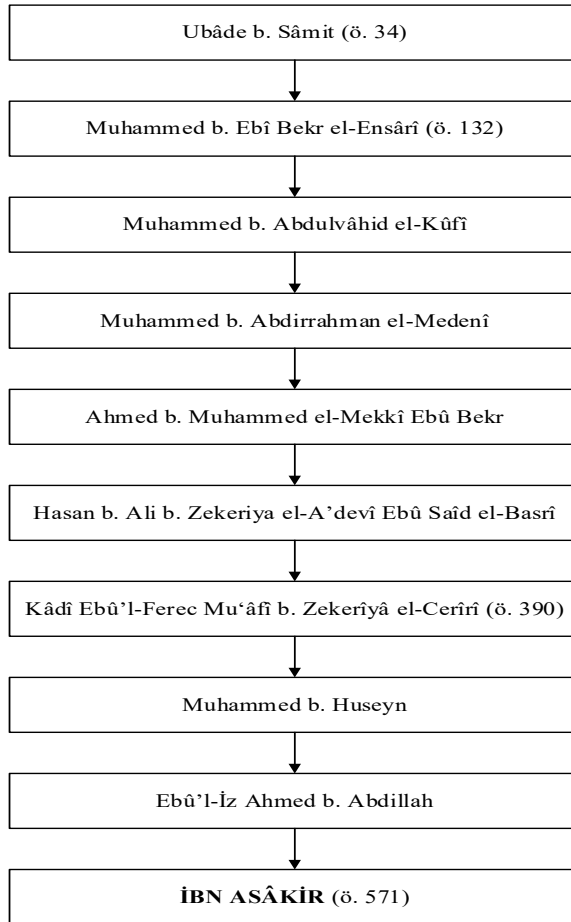 Ubâde b. Sâmit (ö. 34)
Muhammed b. Ebî Bekr el-Ensârî (ö. 132)
Muhammed b. Abdulvâhid el-Kûfî
Muhammed b. Abdirrahman el-Medenî
Ahmed b. Muhammed el-Mekkî Ebû Bekr
Hasan b. Ali b. Zekeriya el-A’devî Ebû Saîd el-Basrî
Kâdî Ebû’l-Ferec Mu‘âfî b. Zekerîyâ el-Cerîrî (ö. 390)
Muhammed b. Huseyn
Ebû’l-İz Ahmed b. Abdillah
İBN ASÂKİR (ö. 571)